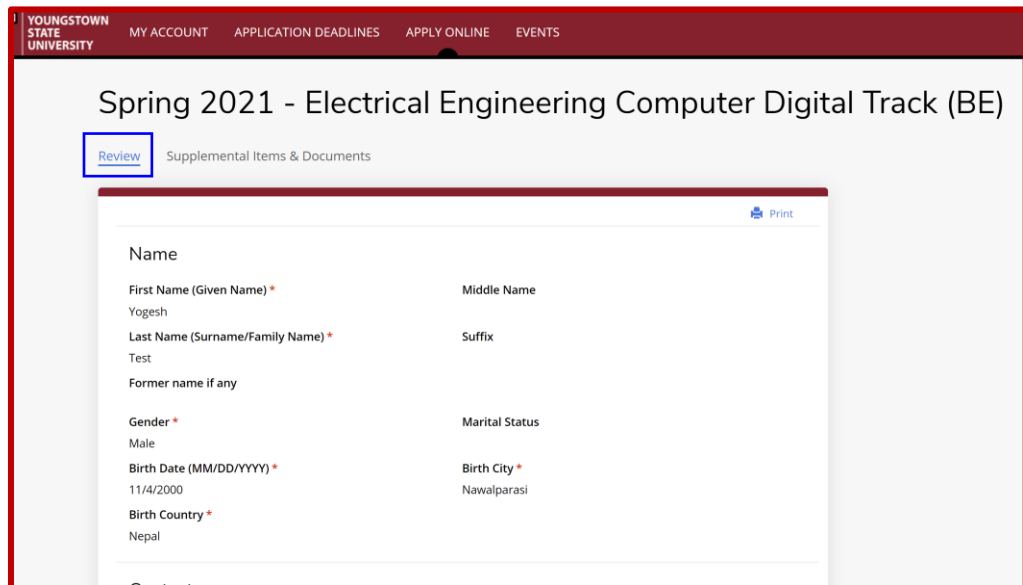 YOUNGSTOWN
STATE
UNIVERSITY
MY ACCOUNT APPLICATION DEADLINES APPLY ONLINE EVENTS
Spring 2021 - Electrical Engineering Computer Digital Track (BE)
Review Supplemental Items & Documents
Print
Name
First Name (Given Name) * Middle Name
Yogesh
Last Name (Surname/Family Name) * Suffix
Test
Former name if any
Gender * Marital Status
Male
Birth Date (MM/DD/YYYY) * Birth City *
11/4/2000 Nawalparasi
Birth Country *
Nepal